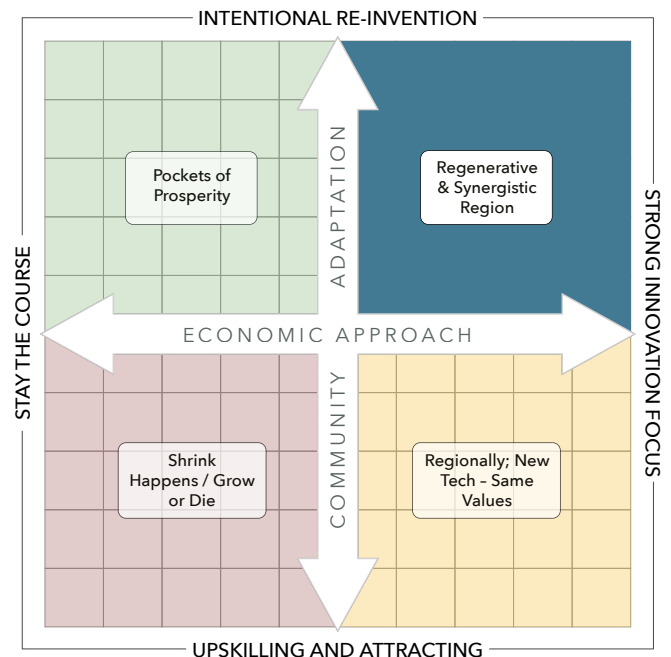 INTENTIONAL RE-INVENTION
Pockets of
Prosperity
Regenerative
& Synergistic
Region
ADAPTATION
STAY THE COURSE
ECONOMIC APPROACH
STRONG INNOVATION FOCUS
COMMUNITY
Shrink
Happens / Grow
or Die
Regionally; New
Tech – Same
Values
UPSKILLING AND ATTRACTING